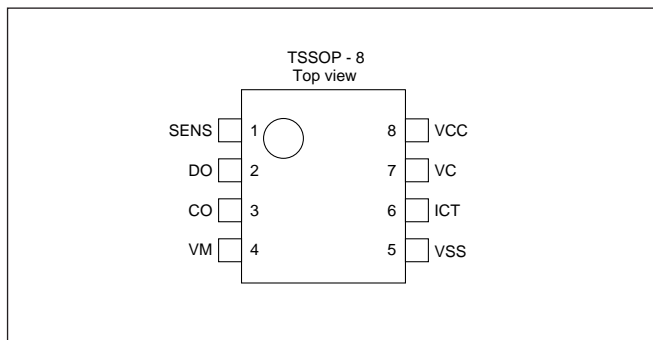 TSSOP - 8
Top view
SENS 1 8 VCC
DO 2 7 VC
CO 3 6 ICT
VM 4 5 VSS